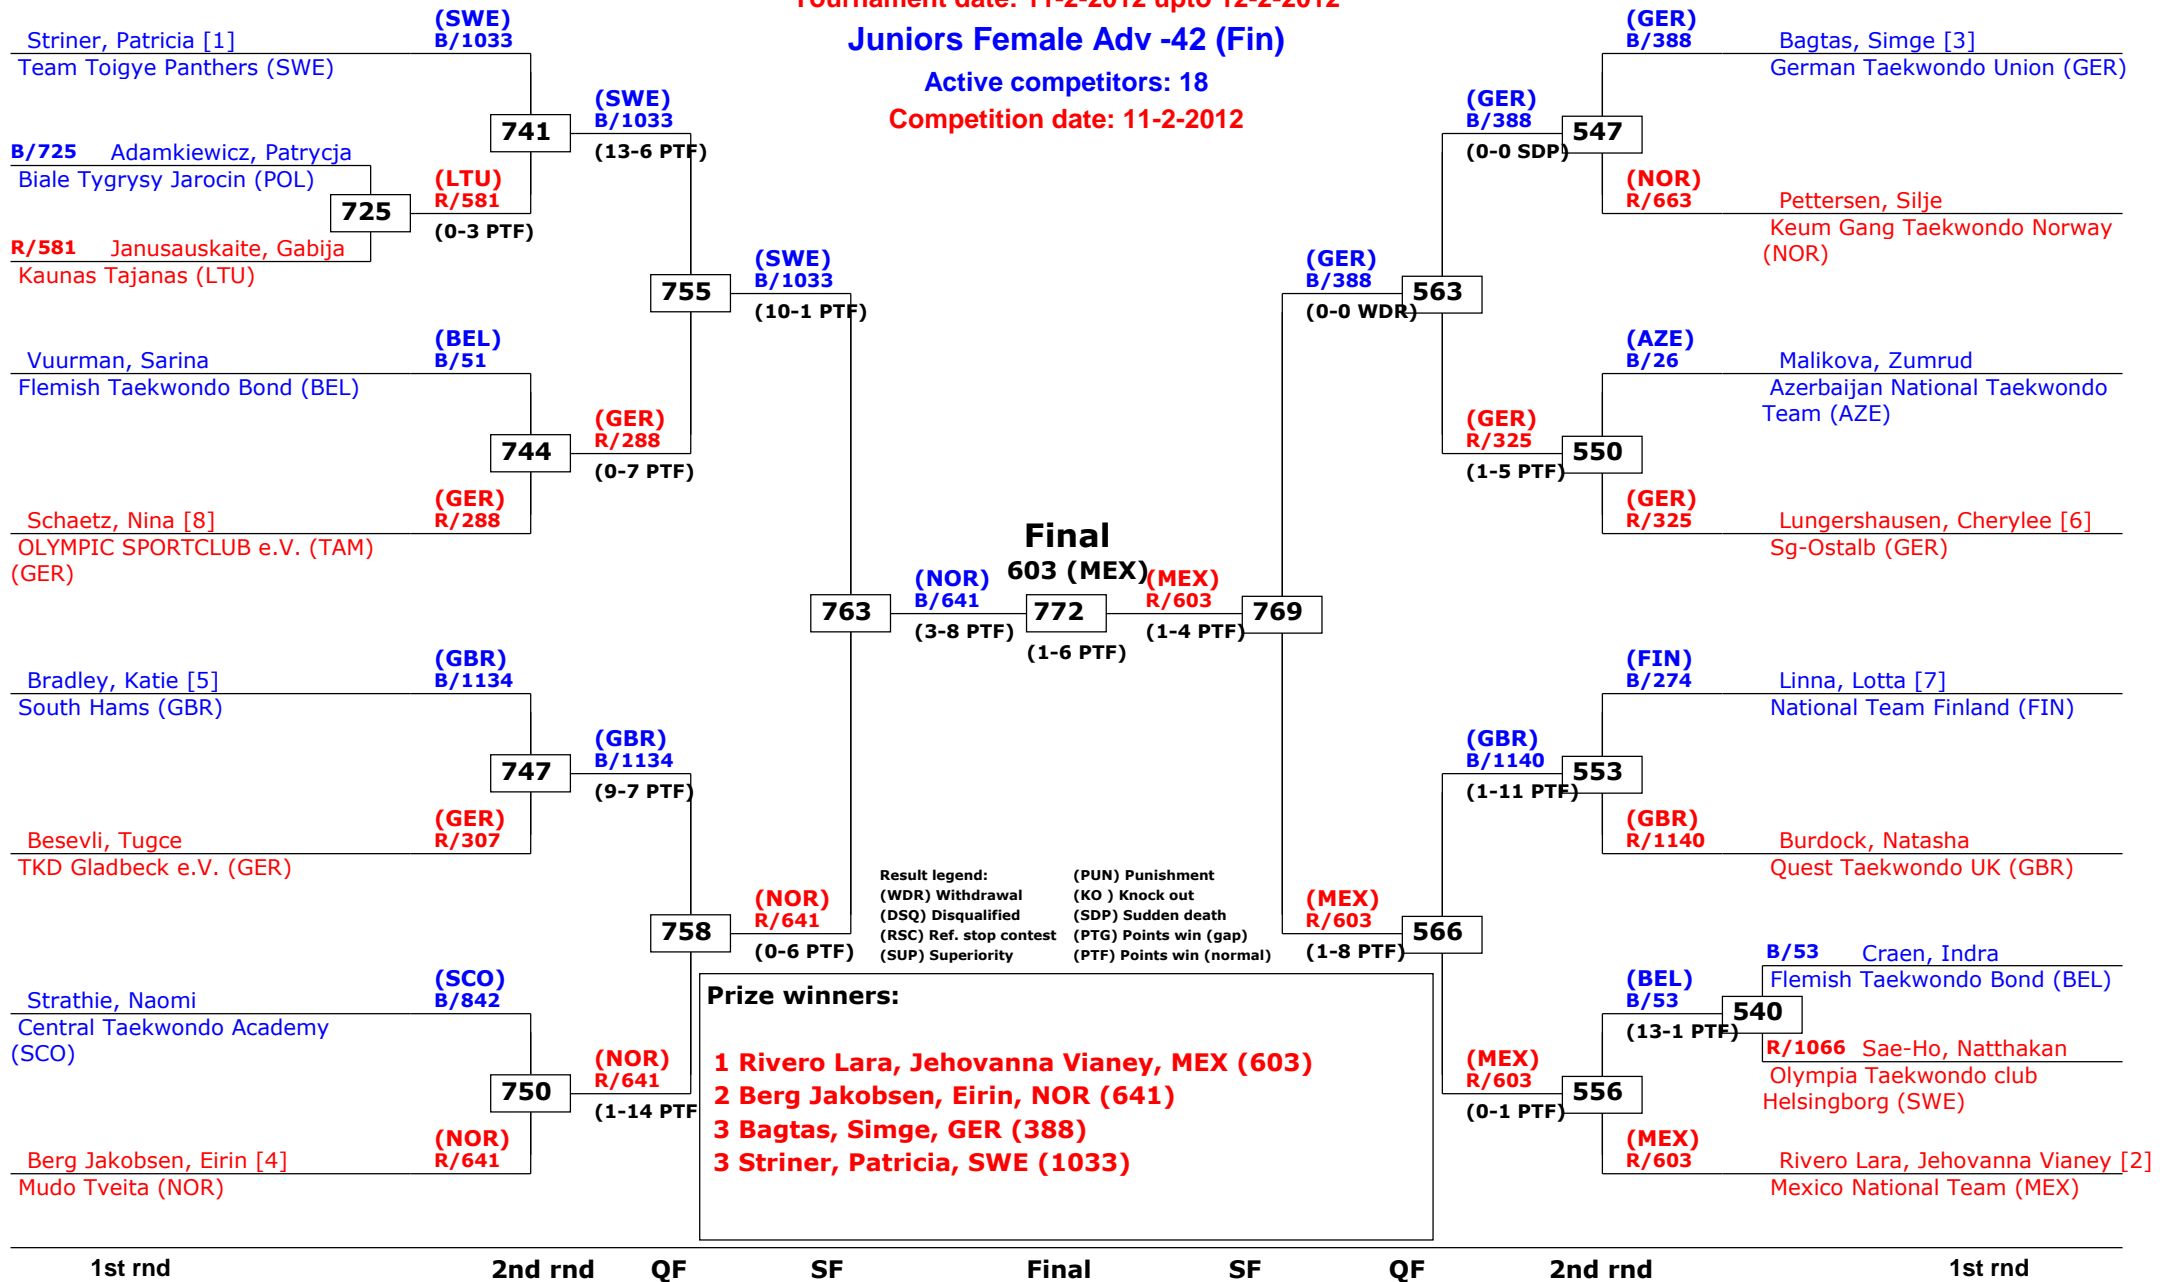 Tournament date: 11-2-2012 upto 12-2-2012
Juniors Female Adv -42 (Fin)
Active competitors: 18
Competition date: 11-2-2012
(SWE)
Striner, Patricia [1] B/1033
Team Toigye Panthers (SWE)
741
(SWE)
B/1033
(13-6 PTF)
B/725 Adamkiewicz, Patrycja
Biale Tygrysy Jarocin (POL)
725
(LTU)
R/581
(0-3 PTF)
R/581 Janusauskaite, Gabija
Kaunas Tajanas (LTU)
755
(SWE)
B/1033
(10-1 PTF)
(BEL)
Vuurman, Sarina B/51
Flemish Taekwondo Bond (BEL)
744
(GER)
R/288
(0-7 PTF)
(GER)
Schaetz, Nina [8] R/288
OLYMPIC SPORTCLUB e.V. (TAM)
(GER)
763
(NOR)
B/641
(3-8 PTF)
Final
603 (MEX)
772
(1-6 PTF)
(MEX)
R/603
(1-4 PTF)
769
(GBR)
Bradley, Katie [5] B/1134
South Hams (GBR)
747
(GBR)
B/1134
(9-7 PTF)
(GER)
Besevli, Tugce R/307
TKD Gladbeck e.V. (GER)
758
(NOR)
R/641
(0-6 PTF)
(SCO)
Strathie, Naomi B/842
Central Taekwondo Academy
(SCO)
750
(NOR)
R/641
(1-14 PTF
(NOR)
Berg Jakobsen, Eirin [4] R/641
Mudo Tveita (NOR)
(GER)
B/388 Bagtas, Simge [3]
German Taekwondo Union (GER)
(GER)
B/388
(0-0 SDP)
547
(NOR)
R/663 Pettersen, Silje
Keum Gang Taekwondo Norway
(NOR)
(GER)
B/388
(0-0 WDR)
563
(AZE)
B/26 Malikova, Zumrud
Azerbaijan National Taekwondo
Team (AZE)
(GER)
R/325
(1-5 PTF)
550
(GER)
R/325 Lungershausen, Cherylee [6]
Sg-Ostalb (GER)
(FIN)
B/274 Linna, Lotta [7]
National Team Finland (FIN)
(GBR)
B/1140
(1-11 PTF)
553
(GBR)
R/1140 Burdock, Natasha
Quest Taekwondo UK (GBR)
(MEX)
R/603
(1-8 PTF)
566
B/53 Craen, Indra
Flemish Taekwondo Bond (BEL)
(BEL)
B/53
(13-1 PTF)
540
R/1066 Sae-Ho, Natthakan
Olympia Taekwondo club
Helsingborg (SWE)
(MEX)
R/603
(0-1 PTF)
556
(MEX)
R/603 Rivero Lara, Jehovanna Vianey [2]
Mexico National Team (MEX)
Result legend: (PUN) Punishment
(WDR) Withdrawal (KO ) Knock out
(DSQ) Disqualified (SDP) Sudden death
(RSC) Ref. stop contest (PTG) Points win (gap)
(SUP) Superiority (PTF) Points win (normal)
Prize winners:
1 Rivero Lara, Jehovanna Vianey, MEX (603)
2 Berg Jakobsen, Eirin, NOR (641)
3 Bagtas, Simge, GER (388)
3 Striner, Patricia, SWE (1033)
1st rnd 2nd rnd QF SF Final SF QF 2nd rnd 1st rnd